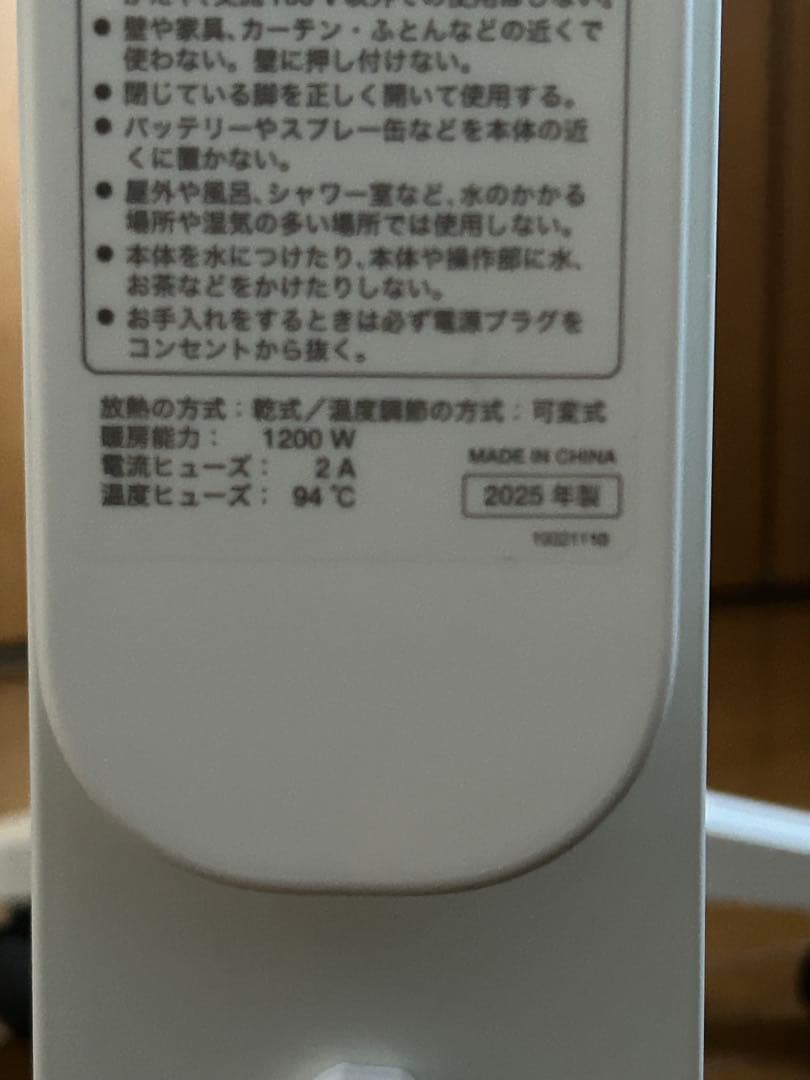 ● 壁や家具、カーテン・ふとんなどの近くで
使わない。壁に押し付けない。
● 閉じている脚を正しく開いて使用する。
● バッテリーやスプレー缶などを本体の近
くに置かない。
● 屋外や風呂、シャワー室など、水のかかる
場所や湿気の多い場所では使用しない。
● 本体を水につけたり、本体や操作部に水、
お茶などをかけたりしない。
● お手入れをするときは必ず電源プラグを
コンセントから抜く。
放熱の方式：乾式／温度調節の方式：可変式
暖房能力： 1200 W
電流ヒューズ： 2 A
温度ヒューズ： 94 ℃
MADE IN CHINA
2025 年製